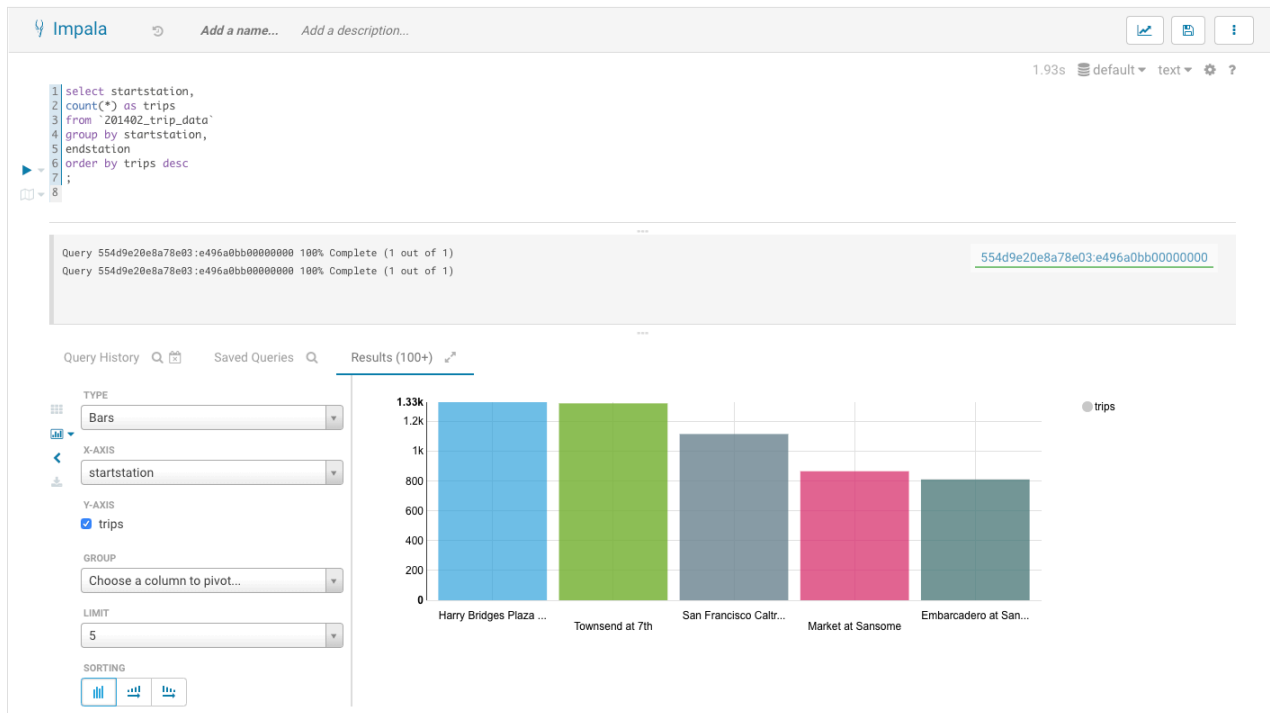 Impala Add a name... Add a description...
1.93s default text ?
1 select startstation,
2 count(*) as trips
3 from `201402_trip_data`
4 group by startstation,
5 endstation
6 order by trips desc
7 ;
8
Query 554d9e20e8a78e03:e496a0bb00000000 100% Complete (1 out of 1)
Query 554d9e20e8a78e03:e496a0bb00000000 100% Complete (1 out of 1)
554d9e20e8a78e03:e496a0bb00000000
Query History Saved Queries Results (100+)
TYPE
Bars
X-AXIS
startstation
Y-AXIS
trips
GROUP
Choose a column to pivot...
LIMIT
5
SORTING
1.33k
1.2k
1k
800
600
400
200
0
Harry Bridges Plaza ...
Townsend at 7th
San Francisco Caltr...
Market at Sansome
Embarcadero at San...
trips